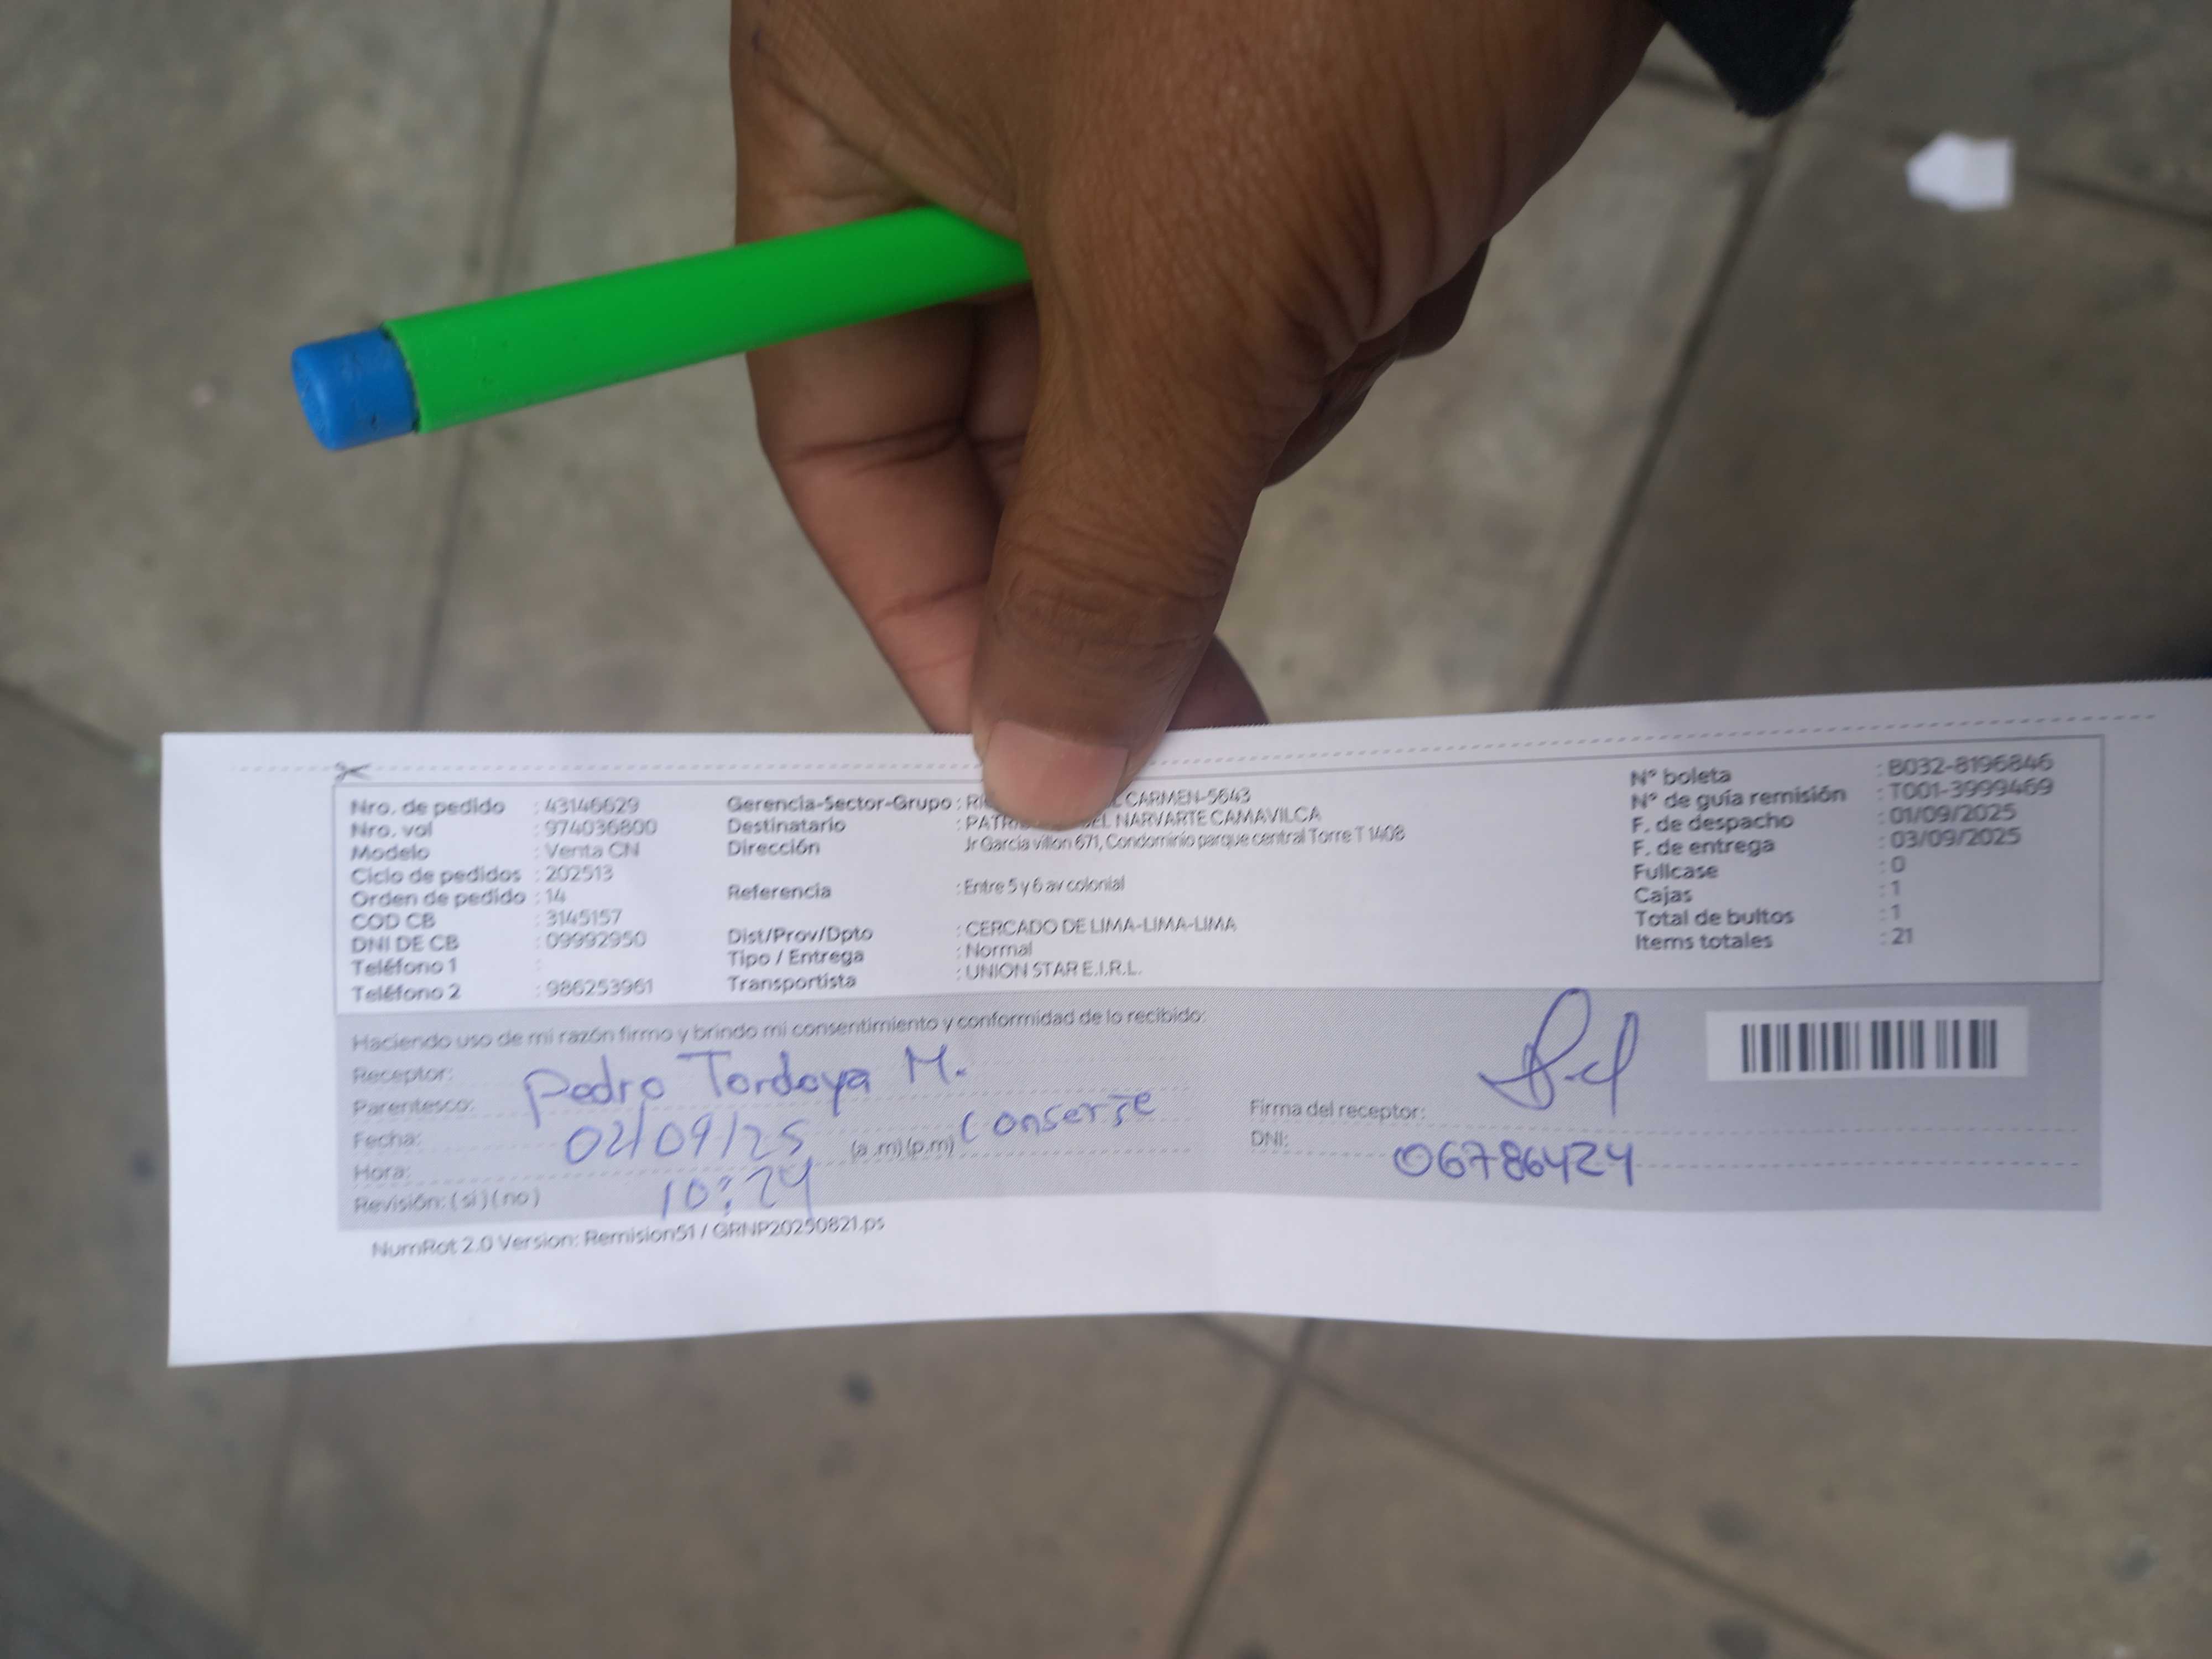 Nro. de pedido : 43146629
Nro. vol : 974036800
Modelo : Venta CN
Ciclo de pedidos : 202513
Orden de pedido : 14
COD CB : 3145157
DNI DE CB : 09992950
Teléfono 1 :
Teléfono 2 : 986253961
Gerencia-Sector-Grupo : CARMEN-5643
Destinatario : NARVARTE CAMAVILCA
Dirección Jr Garcia villon 671, Condominio parque central Torre T 1408
Referencia : Entre 5 y 6 av colonial
Dist/Prov/Dpto : CERCADO DE LIMA-LIMA-LIMA
Tipo / Entrega : Normal
Transportista : UNION STAR E.I.R.L.
N° boleta : B032-8196846
N° de guía remisión : T001-3999469
F. de despacho : 01/09/2025
F. de entrega : 03/09/2025
Fullcase : 0
Cajas : 1
Total de bultos : 1
Items totales : 21
Haciendo uso de mi razón firmo y brindo mi consentimiento y conformidad de lo recibido:
Receptor: Pedro Tordoya M.
Parentesco: Conserje
Fecha: 02/09/25 (a.m) (p.m)
Hora: 10:24
Revisión: ( si ) ( no )
Firma del receptor:
DNI: 06786424
NumRot 2.0 Version: Remision51 / GRNP20250821.ps